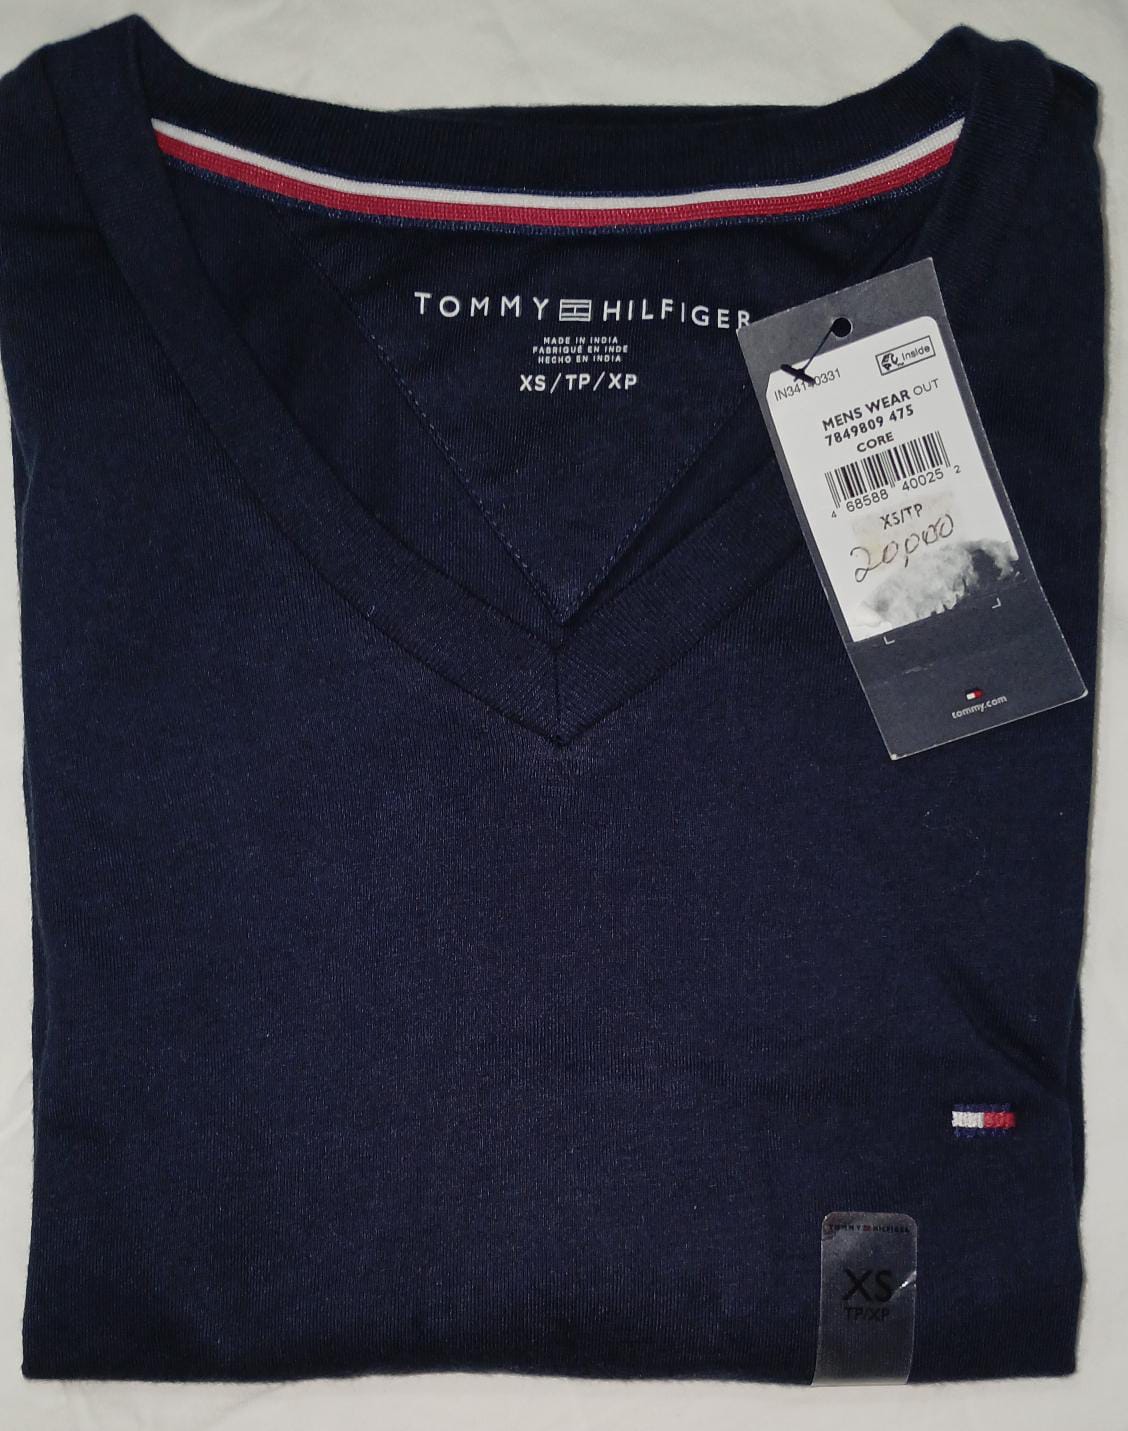 TOMMY HILFIGER
MADE IN INDIA
FABRIQUÉ EN INDE
HECHO EN INDIA
XS/TP/XP
Inside
MENS WEAR OUT
7849809 475
CORE
4 68588 40025 2
XS/TP
20,000
tommy.com
TOMMY HILFIGER
XS
TP/XP